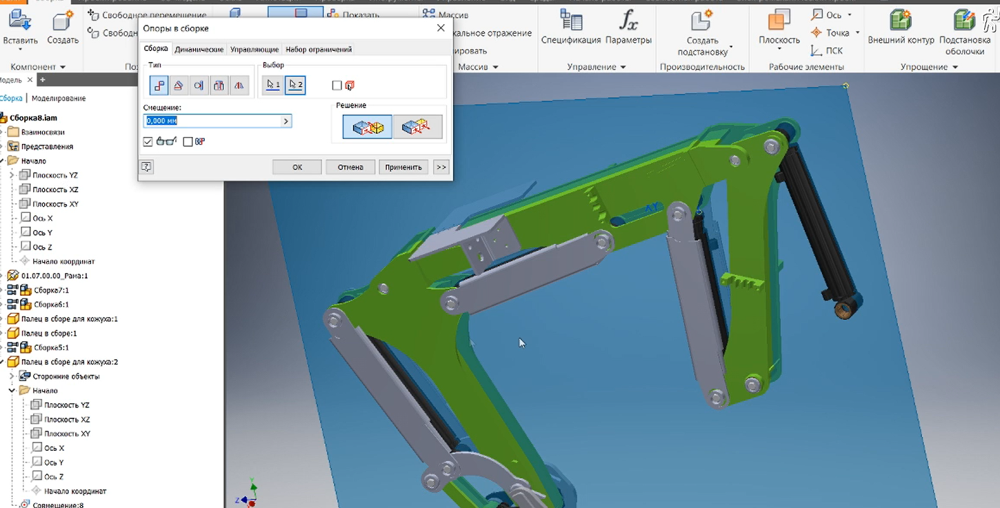 Свободное перемещение
Показать
Массив
Вставить
Создать
Свободн
кальное отражение
ировать
Компонент
Массив
Спецификация
Параметры
Управление
Создать
подстановку
Производительность
Плоскость
Ось
Точка
ПСК
Рабочие элементы
Внешний контур
Подстановка
оболочки
Упрощение
Опоры в сборке
Сборка
Динамические
Управляющие
Набор ограничений
Тип
Выбор
1
2
Смещение:
0,000 мм
Решение
ОК
Отмена
Применить
>>
одель
Сборка
Моделирование
Сборка8.iam
Взаиносвязи
Представления
Начало
Плоскость YZ
Плоскость XZ
Плоскость XY
Ось X
Ось Y
Ось Z
Начало координат
01.07.00.00_Рама:1
Сборка7:1
Сборка6:1
Палец в сборе для кожуха:1
Палец в сборе:1
Сборка5:1
Палец в сборе для кожуха:2
Сторонние объекты
Начало
Плоскость YZ
Плоскость XZ
Плоскость XY
Ось X
Ось Y
Ось Z
Начало координат
Совмещение:8
Y
Z